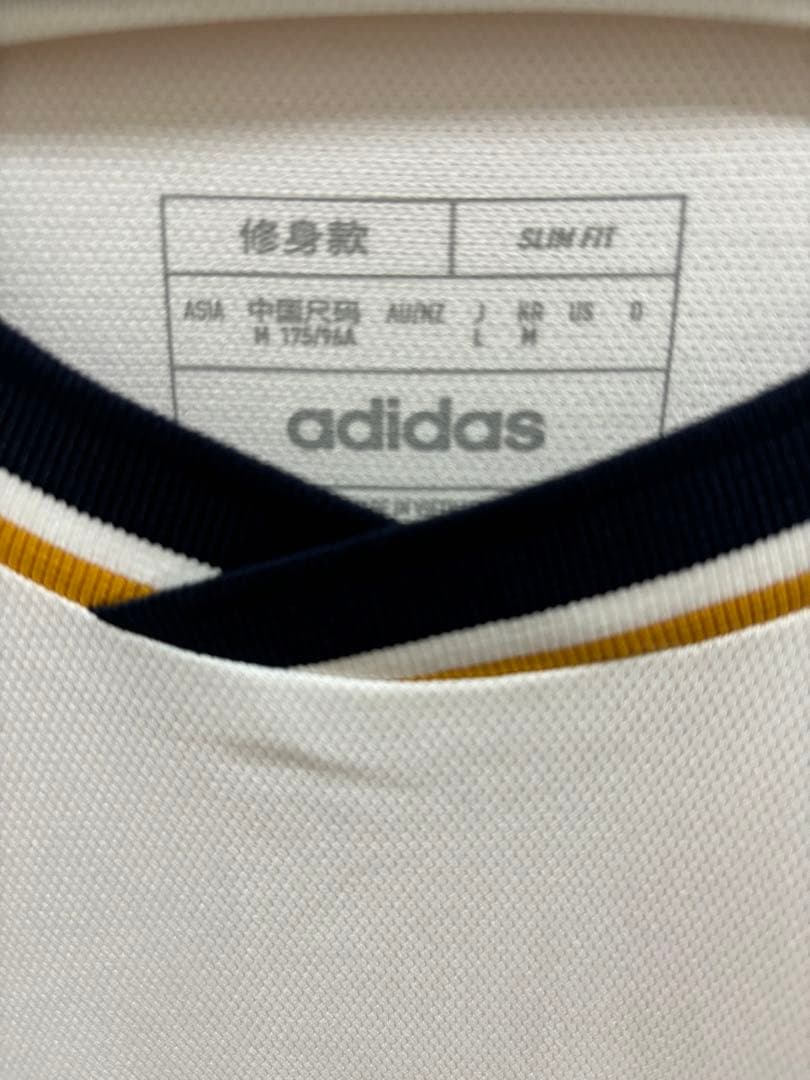 修身款 SLIM FIT
ASIA 中国尺码 AU/NZ J KR US D
M 175/96A L M
adidas